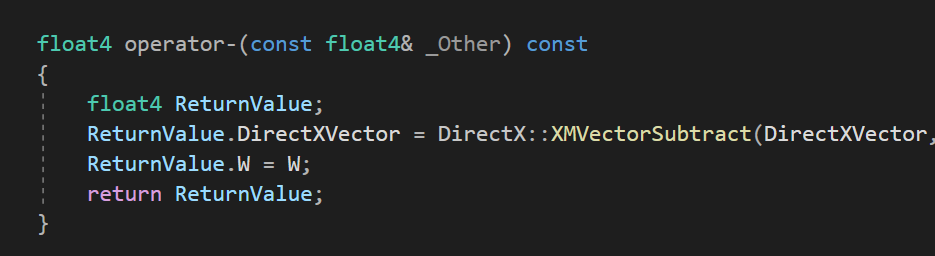 float4 operator-(const float4& _Other) const
{
float4 ReturnValue;
ReturnValue.DirectXVector = DirectX::XMVectorSubtract(DirectXVector,
ReturnValue.W = W;
return ReturnValue;
}